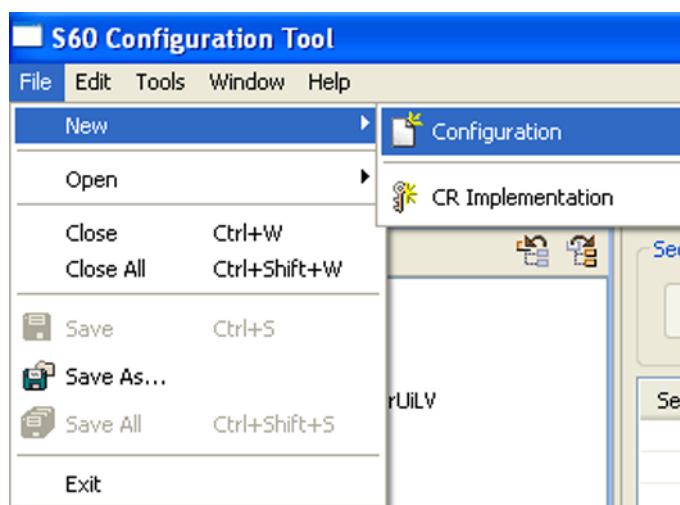 S60 Configuration Tool
File Edit Tools Window Help
New
Configuration
Open
CR Implementation
Close Ctrl+W
Close All Ctrl+Shift+W
Save Ctrl+S
Save As...
Save All Ctrl+Shift+S
Exit